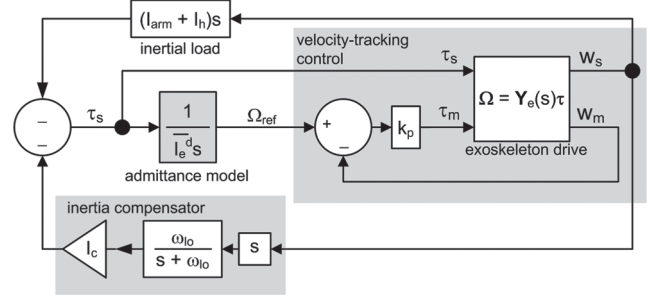 (I_arm + I_h)s
inertial load
velocity-tracking
control
τ_s
w_s
τ_s
1
I̅_e^d s
Ω_ref
+
−
−
−
k_p
τ_m
Ω = Y_e(s)τ
w_m
admittance model
exoskeleton drive
inertia compensator
I_c
ω_lo
s + ω_lo
s